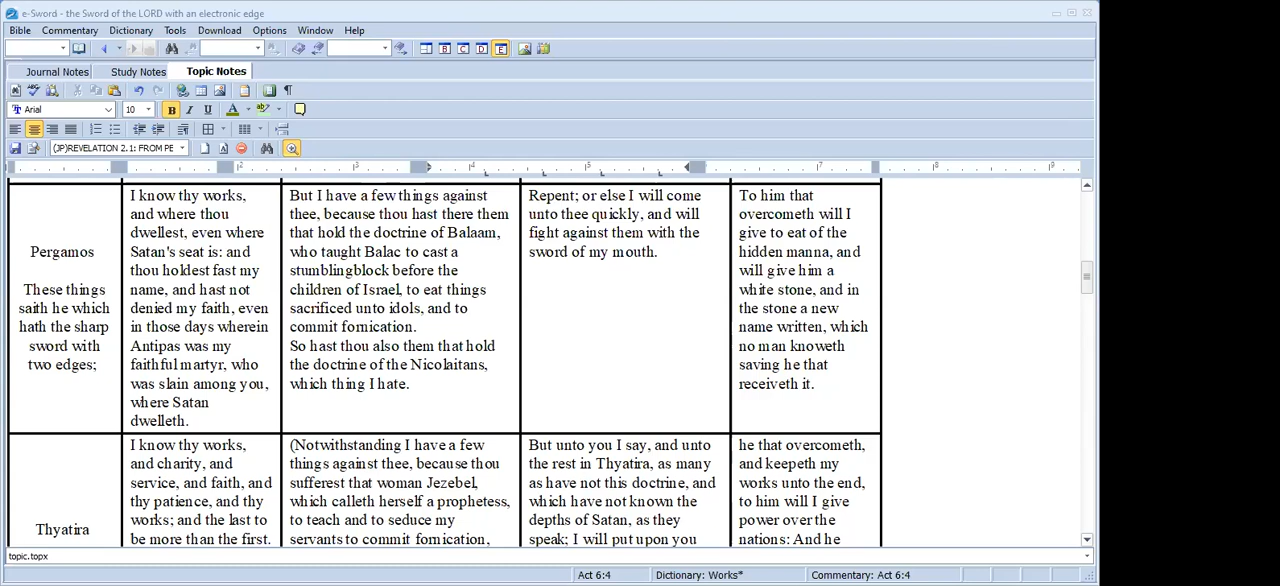 e-Sword - the Sword of the LORD with an electronic edge
Bible Commentary Dictionary Tools Download Options Window Help
B C D E
Journal Notes Study Notes Topic Notes
Arial 10 B I U A
(JP)REVELATION 2.1: FROM PE
2 3 4 5 6 7 8 9
Pergamos
These things
saith he which
hath the sharp
sword with
two edges;
I know thy works,
and where thou
dwellest, even where
Satan's seat is: and
thou holdest fast my
name, and hast not
denied my faith, even
in those days wherein
Antipas was my
faithful martyr, who
was slain among you,
where Satan
dwelleth.
But I have a few things against
thee, because thou hast there them
that hold the doctrine of Balaam,
who taught Balac to cast a
stumblingblock before the
children of Israel, to eat things
sacrificed unto idols, and to
commit fornication.
So hast thou also them that hold
the doctrine of the Nicolaitans,
which thing I hate.
Repent; or else I will come
unto thee quickly, and will
fight against them with the
sword of my mouth.
To him that
overcometh will I
give to eat of the
hidden manna, and
will give him a
white stone, and in
the stone a new
name written, which
no man knoweth
saving he that
receiveth it.
Thyatira
I know thy works,
and charity, and
service, and faith, and
thy patience, and thy
works; and the last to
be more than the first.
(Notwithstanding I have a few
things against thee, because thou
sufferest that woman Jezebel,
which calleth herself a prophetess,
to teach and to seduce my
servants to commit fornication,
But unto you I say, and unto
the rest in Thyatira, as many
as have not this doctrine, and
which have not known the
depths of Satan, as they
speak; I will put upon you
he that overcometh,
and keepeth my
works unto the end,
to him will I give
power over the
nations: And he
topic.topx
Act 6:4 Dictionary: Works* Commentary: Act 6:4